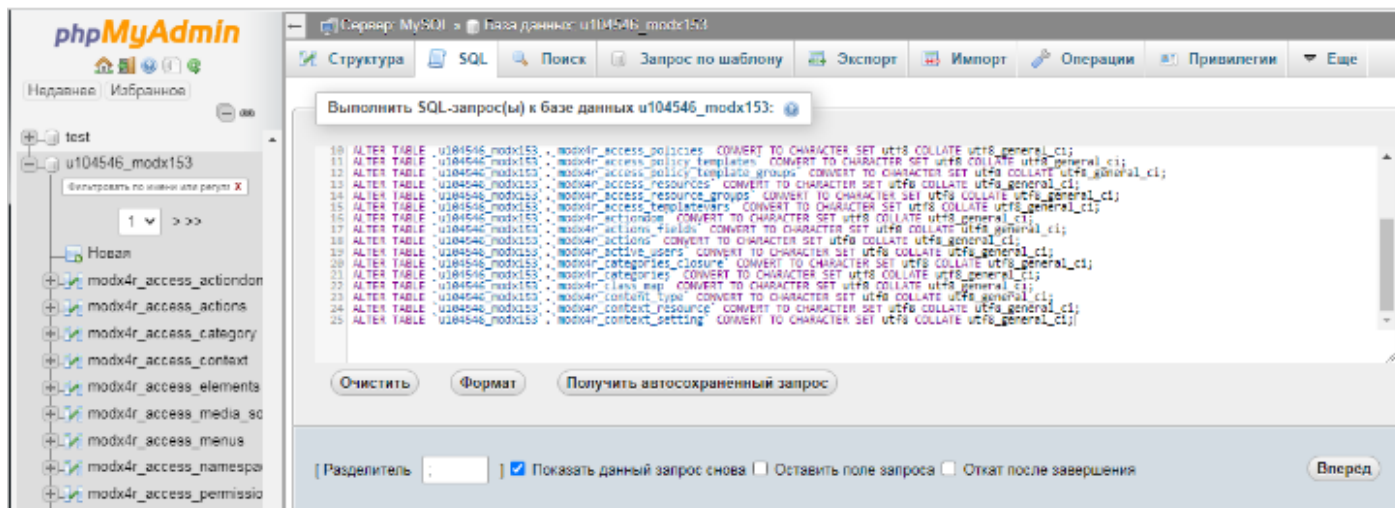 phpMyAdmin
Недавнее Избранное
test
u104546_modx153
Фильтровать по имени или регул X
1 > >>
Новая
modx4r_access_actiondon
modx4r_access_actions
modx4r_access_category
modx4r_access_context
modx4r_access_elements
modx4r_access_media_so
modx4r_access_menus
modx4r_access_namespa
modx4r_access_permissio
← Сервер: MySQL » База данных: u104546_modx153
Структура SQL Поиск Запрос по шаблону Экспорт Импорт Операции Привилегии Еще
Выполнить SQL-запрос(ы) к базе данных u104546_modx153:
10 ALTER TABLE `u104546_modx153`.`modx4r_access_policies` CONVERT TO CHARACTER SET utf8 COLLATE utf8_general_ci;
11 ALTER TABLE `u104546_modx153`.`modx4r_access_policy_templates` CONVERT TO CHARACTER SET utf8 COLLATE utf8_general_ci;
12 ALTER TABLE `u104546_modx153`.`modx4r_access_policy_template_groups` CONVERT TO CHARACTER SET utf8 COLLATE utf8_general_ci;
13 ALTER TABLE `u104546_modx153`.`modx4r_access_resources` CONVERT TO CHARACTER SET utf8 COLLATE utf8_general_ci;
14 ALTER TABLE `u104546_modx153`.`modx4r_access_resource_groups` CONVERT TO CHARACTER SET utf8 COLLATE utf8_general_ci;
15 ALTER TABLE `u104546_modx153`.`modx4r_access_templatevars` CONVERT TO CHARACTER SET utf8 COLLATE utf8_general_ci;
16 ALTER TABLE `u104546_modx153`.`modx4r_actiondom` CONVERT TO CHARACTER SET utf8 COLLATE utf8_general_ci;
17 ALTER TABLE `u104546_modx153`.`modx4r_actions_fields` CONVERT TO CHARACTER SET utf8 COLLATE utf8_general_ci;
18 ALTER TABLE `u104546_modx153`.`modx4r_actions` CONVERT TO CHARACTER SET utf8 COLLATE utf8_general_ci;
19 ALTER TABLE `u104546_modx153`.`modx4r_active_users` CONVERT TO CHARACTER SET utf8 COLLATE utf8_general_ci;
20 ALTER TABLE `u104546_modx153`.`modx4r_categories_closure` CONVERT TO CHARACTER SET utf8 COLLATE utf8_general_ci;
21 ALTER TABLE `u104546_modx153`.`modx4r_categories` CONVERT TO CHARACTER SET utf8 COLLATE utf8_general_ci;
22 ALTER TABLE `u104546_modx153`.`modx4r_class_map` CONVERT TO CHARACTER SET utf8 COLLATE utf8_general_ci;
23 ALTER TABLE `u104546_modx153`.`modx4r_content_type` CONVERT TO CHARACTER SET utf8 COLLATE utf8_general_ci;
24 ALTER TABLE `u104546_modx153`.`modx4r_context_resource` CONVERT TO CHARACTER SET utf8 COLLATE utf8_general_ci;
25 ALTER TABLE `u104546_modx153`.`modx4r_context_setting` CONVERT TO CHARACTER SET utf8 COLLATE utf8_general_ci;
Очистить Формат Получить автосохранённый запрос
[ Разделитель ; ] Показать данный запрос снова Оставить поле запроса Откат после завершения Вперёд